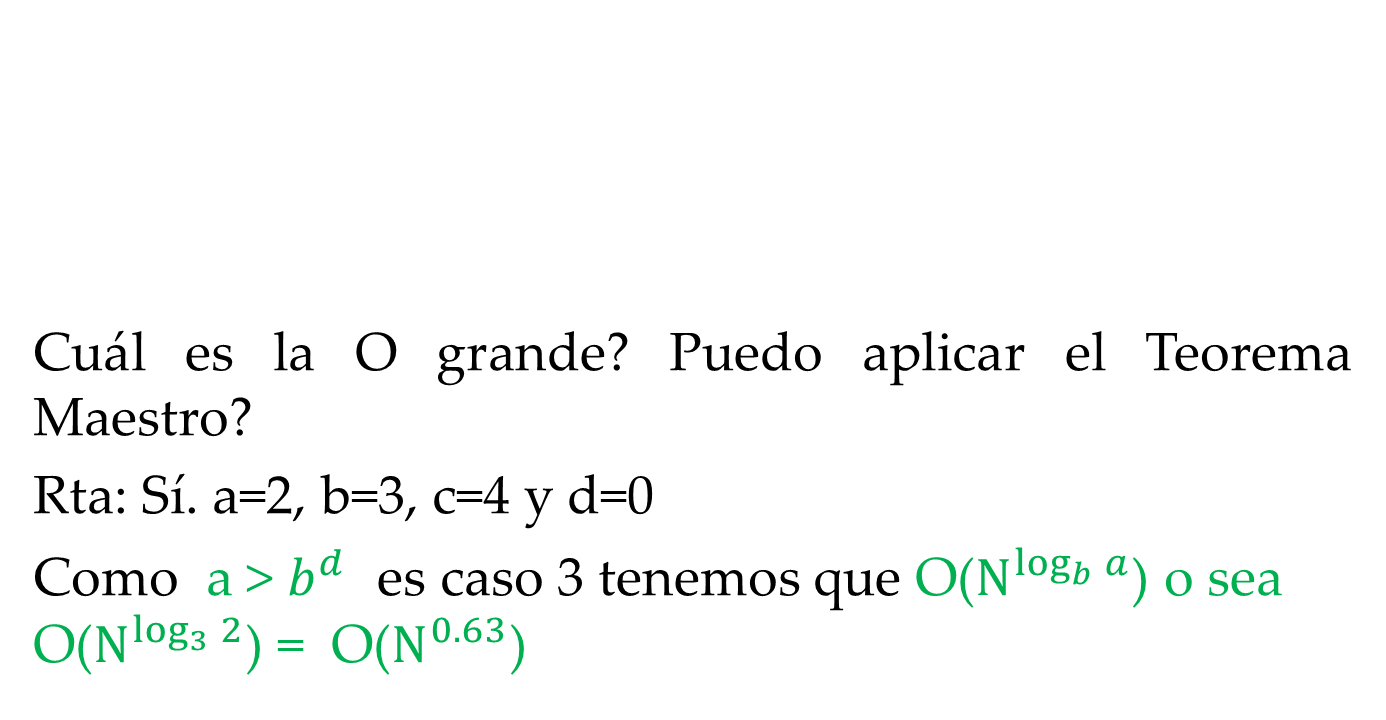 Cuál es la O grande? Puedo aplicar el Teorema
Maestro?
Rta: Sí. a=2, b=3, c=4 y d=0
Como a > b^d es caso 3 tenemos que O(N^{log_b a}) o sea
O(N^{log_3 2}) = O(N^{0.63})